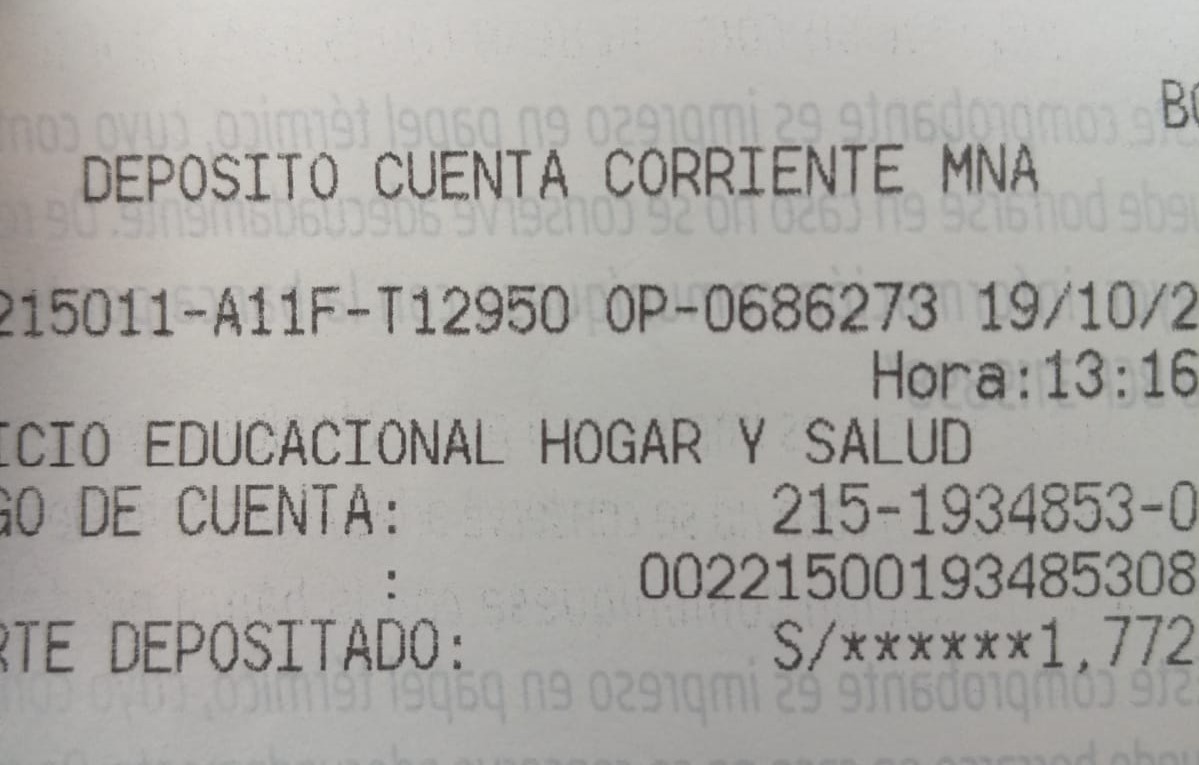 BC
DEPOSITO CUENTA CORRIENTE MNA
215011-A11F-T12950 OP-0686273 19/10/2
Hora:13:16
ICIO EDUCACIONAL HOGAR Y SALUD
GO DE CUENTA: 215-1934853-0
: 00221500193485308
RTE DEPOSITADO: S/******1,772